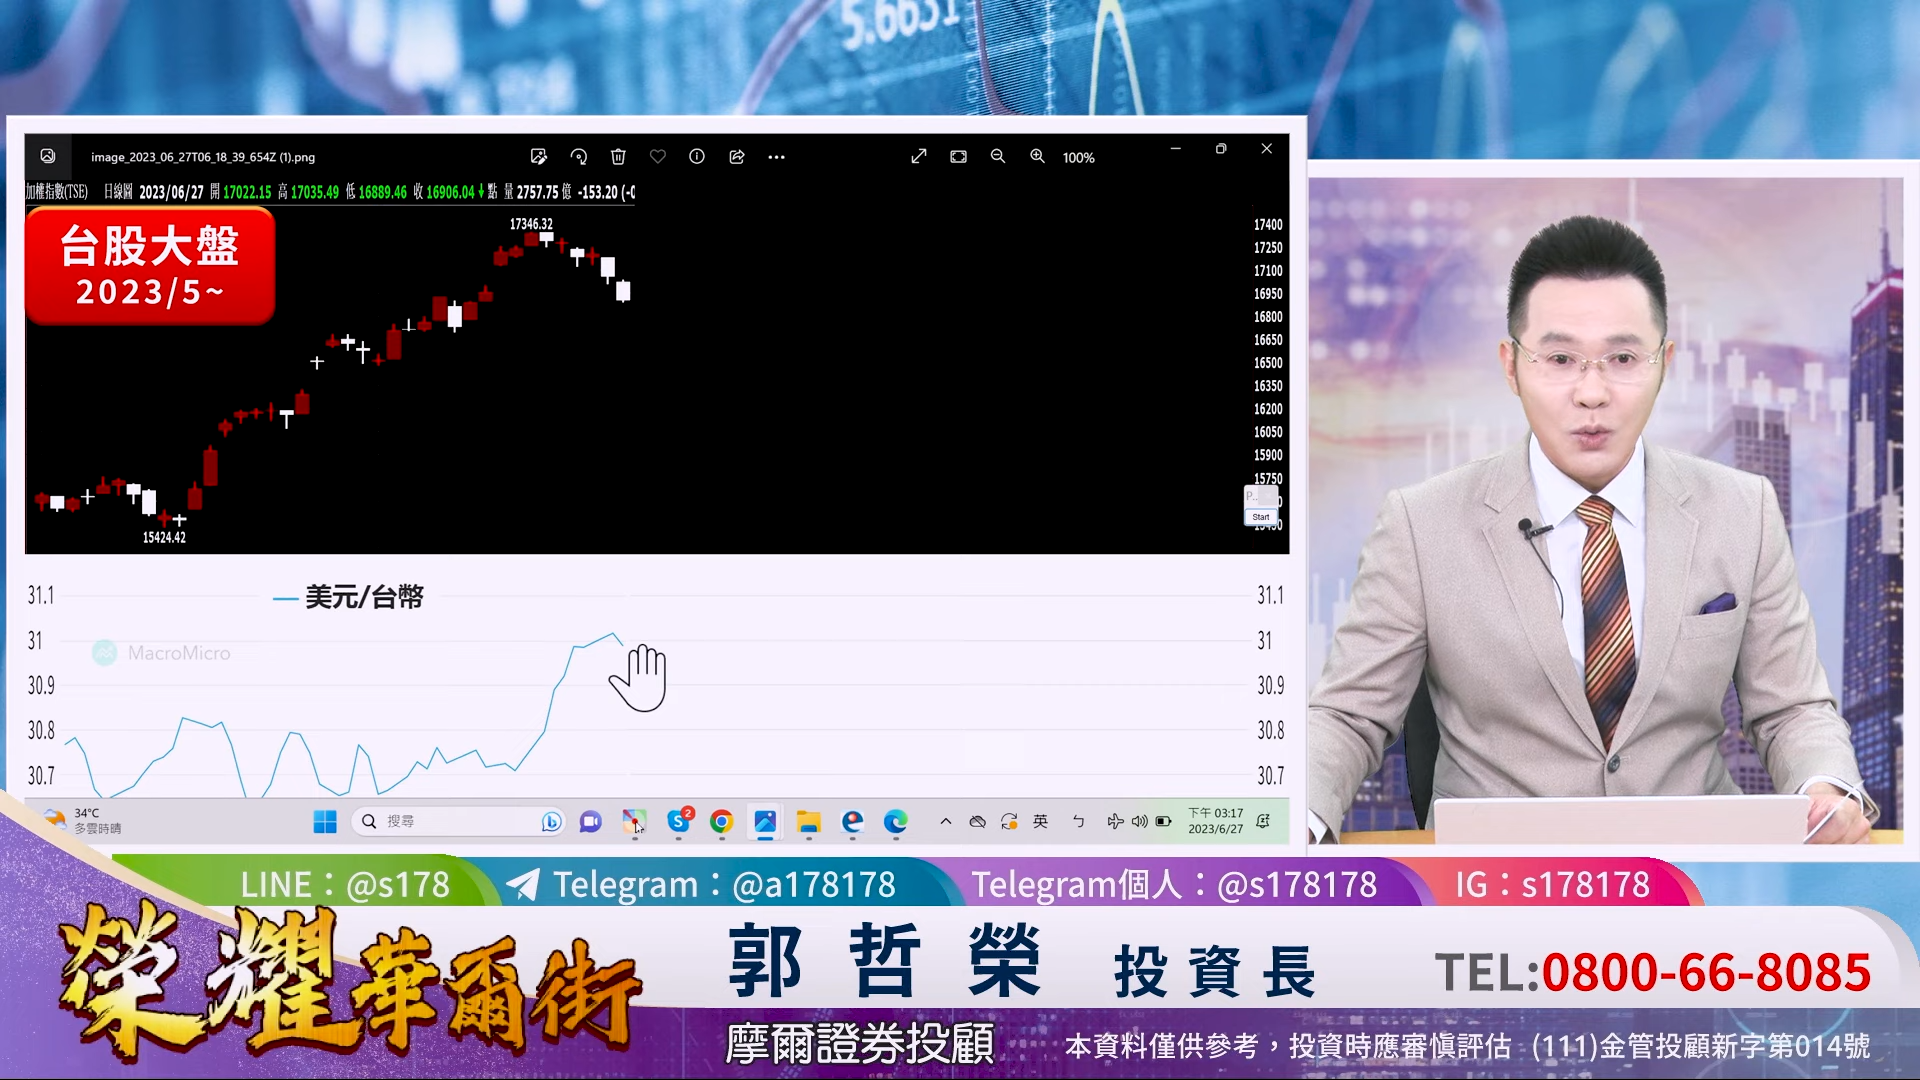 5.6631
image_2023_06_27T06_18_39_654Z (1).png
100%
加權指數(TSE) 日線圖 2023/06/27 開 17022.15 高 17035.49 低 16889.46 收 16906.04↓點 量 2757.75 億 -153.20 (-0
台股大盤
2023/5~
17346.32
15424.42
17400
17250
17100
16950
16800
16650
16500
16350
16200
16050
15900
15750
P..
Start
美元/台幣
MacroMicro
31.1
31
30.9
30.8
30.7
31.1
31
30.9
30.8
30.7
34°C
多雲時晴
搜尋
2
英
ㄅ
下午 03:17
2023/6/27
LINE：@s178
Telegram：@a178178
Telegram個人：@s178178
IG：s178178
榮耀華爾街
郭哲榮 投資長
TEL:0800-66-8085
摩爾證券投顧
本資料僅供參考，投資時應審慎評估 (111)金管投顧新字第014號